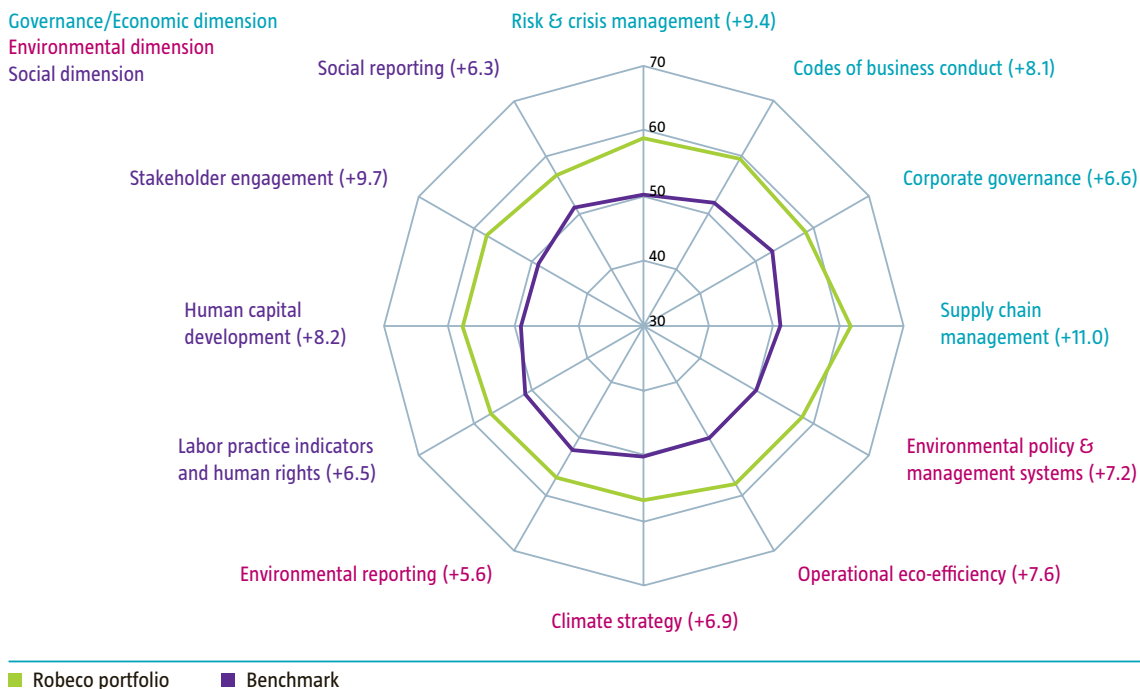 Governance/Economic dimension
Environmental dimension
Social dimension
Risk & crisis management (+9.4)
Codes of business conduct (+8.1)
Corporate governance (+6.6)
Supply chain
management (+11.0)
Environmental policy &
management systems (+7.2)
Operational eco-efficiency (+7.6)
Climate strategy (+6.9)
Environmental reporting (+5.6)
Labor practice indicators
and human rights (+6.5)
Human capital
development (+8.2)
Stakeholder engagement (+9.7)
Social reporting (+6.3)
70
60
50
40
30
Robeco portfolio
Benchmark